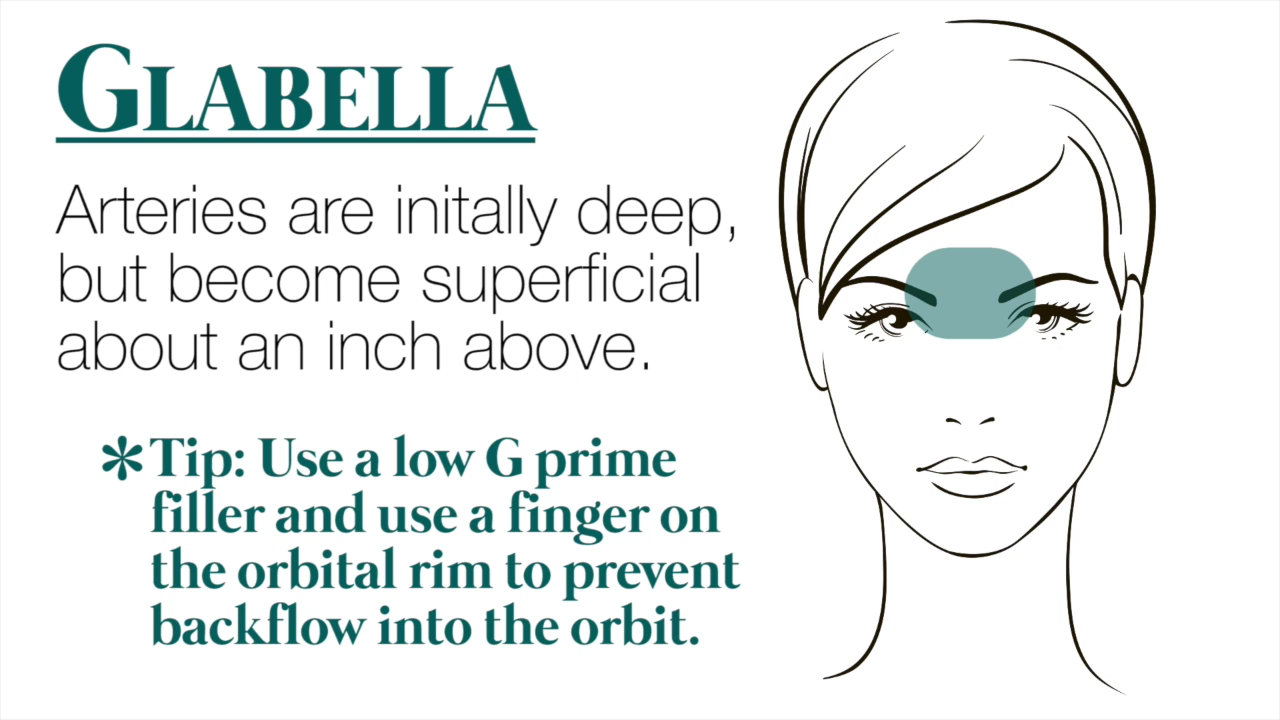 GLABELLA
Arteries are initally deep,
but become superficial
about an inch above.
*Tip: Use a low G prime
filler and use a finger on
the orbital rim to prevent
backflow into the orbit.